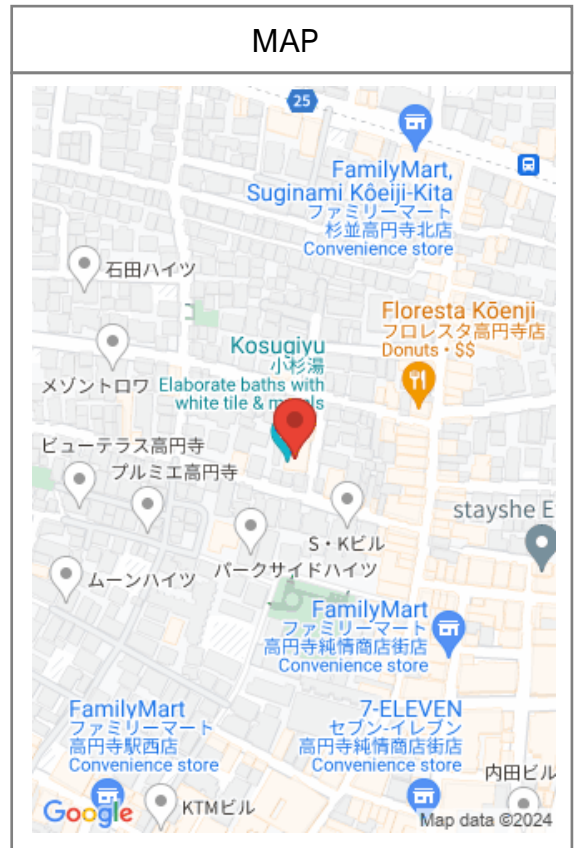 MAP
25
FamilyMart,
Suginami Kôeiji-Kita
ファミリーマート
杉並高円寺北店
Convenience store
石田ハイツ
Floresta Kōenji
フロレスタ高円寺店
Donuts • $$
Kosugiyu
小杉湯
Elaborate baths with
white tile &
メゾントロワ
ビューテラス高円寺
プルミエ高円寺
stayshe E
S・Kビル
パークサイドハイツ
ムーンハイツ
FamilyMart
ファミリーマート
高円寺純情商店街店
Convenience store
FamilyMart
ファミリーマート
高円寺駅西店
Convenience store
7-ELEVEN
セブン-イレブン
高円寺純情商店街店
Convenience store
内田ビル
KTMビル
Google
Map data ©2024